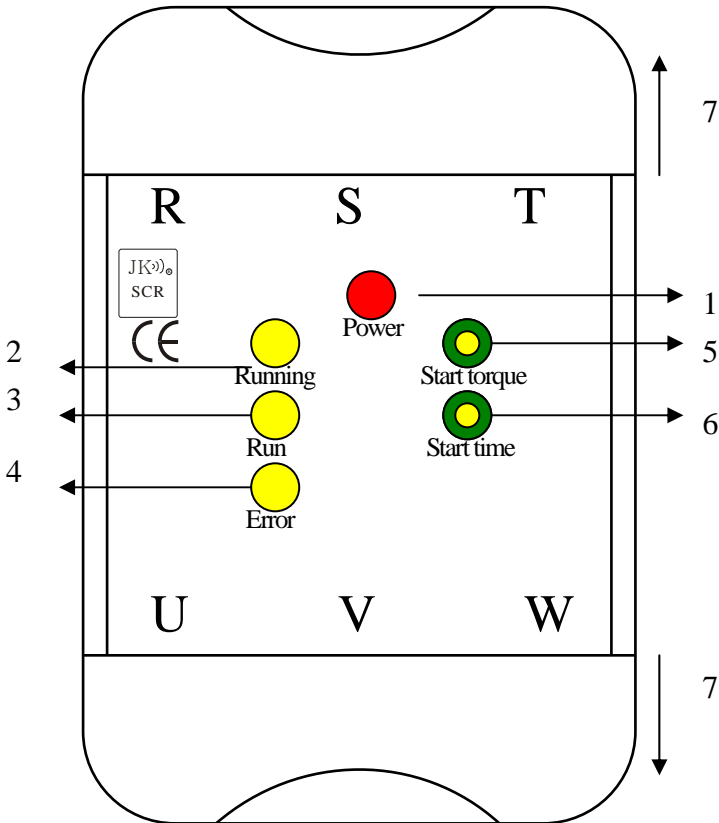 7
R S T
JK
SCR
CE
1
Power
2
5
Running
Start torque
3
6
Run
Start time
4
Error
U V W
7